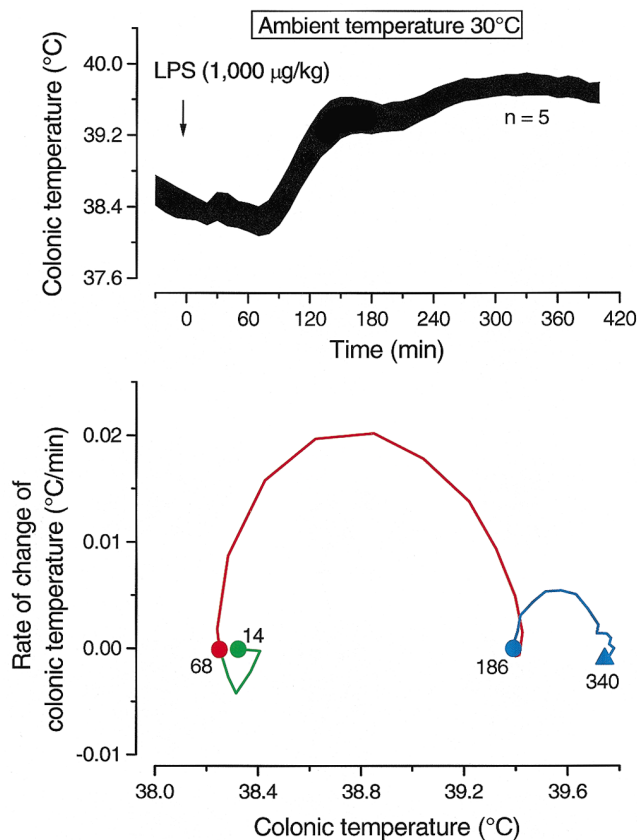 Ambient temperature 30°C
Colonic temperature (°C)
40.0
39.2
38.4
37.6
LPS (1,000 µg/kg)
n = 5
0 60 120 180 240 300 360 420
Time (min)
Rate of change of
colonic temperature (°C/min)
0.02
0.01
0.00
-0.01
14
68
186
340
38.0 38.4 38.8 39.2 39.6
Colonic temperature (°C)